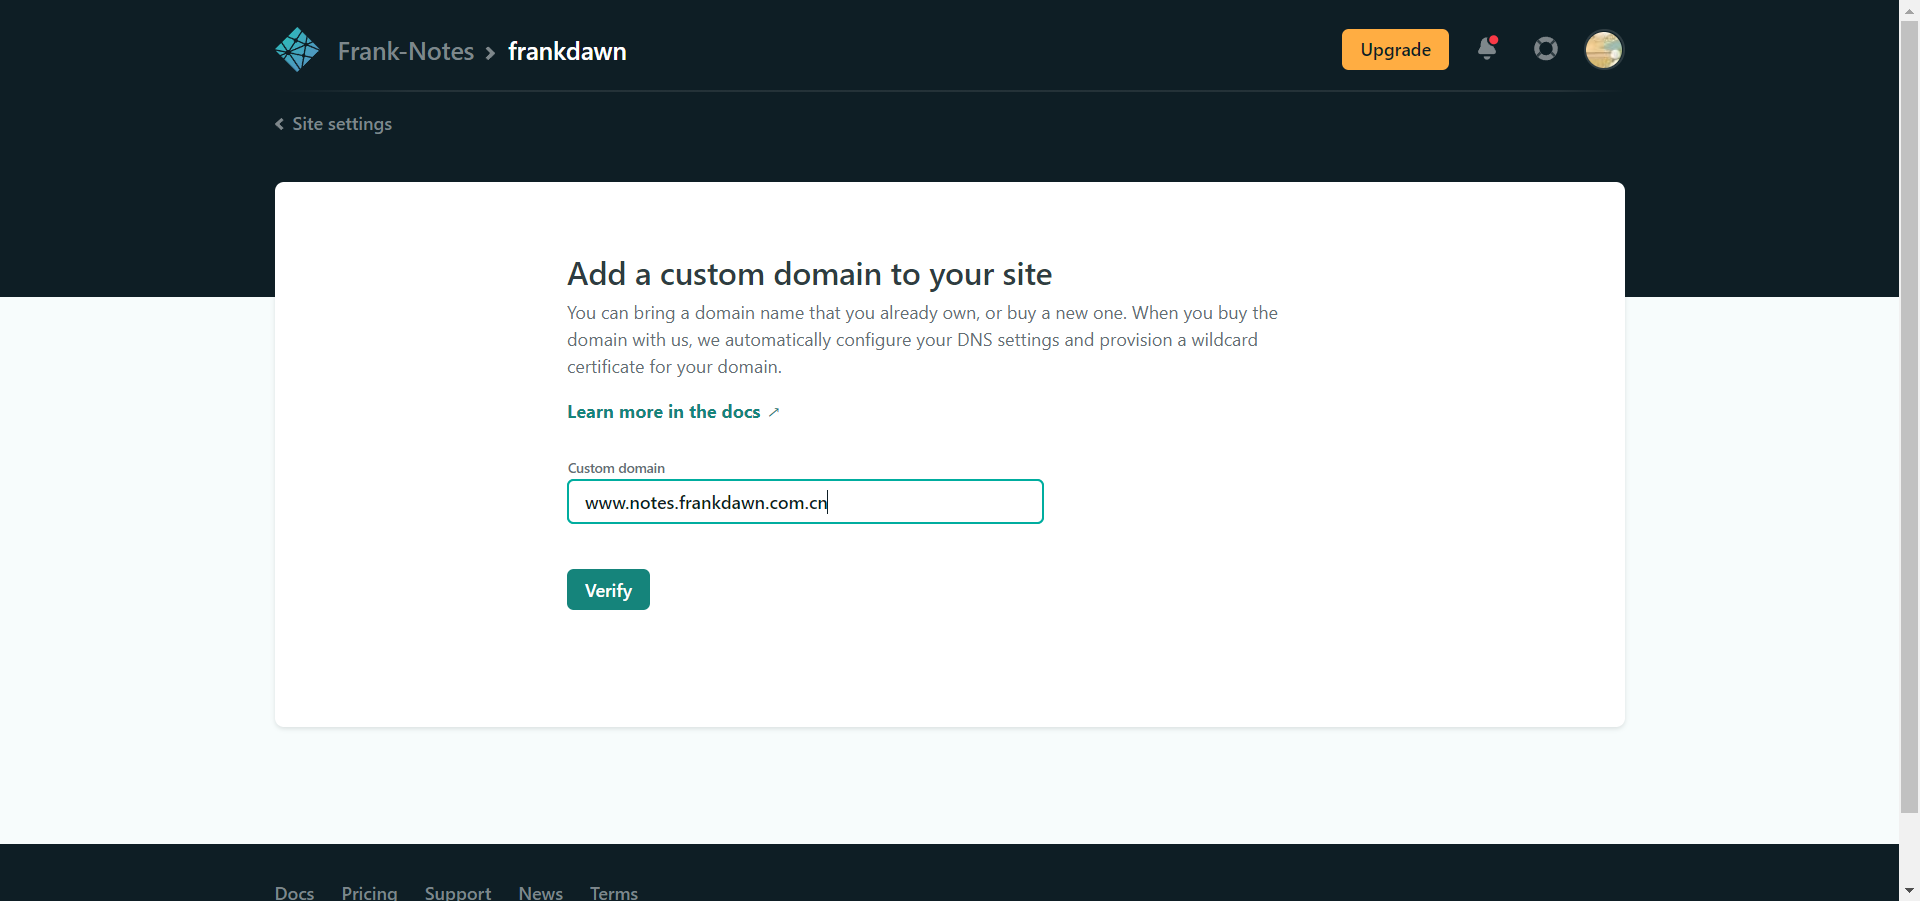 Frank-Notes > frankdawn
Upgrade
Site settings
Add a custom domain to your site
You can bring a domain name that you already own, or buy a new one. When you buy the
domain with us, we automatically configure your DNS settings and provision a wildcard
certificate for your domain.
Learn more in the docs ↗
Custom domain
www.notes.frankdawn.com.cn
Verify
Docs Pricing Support News Terms